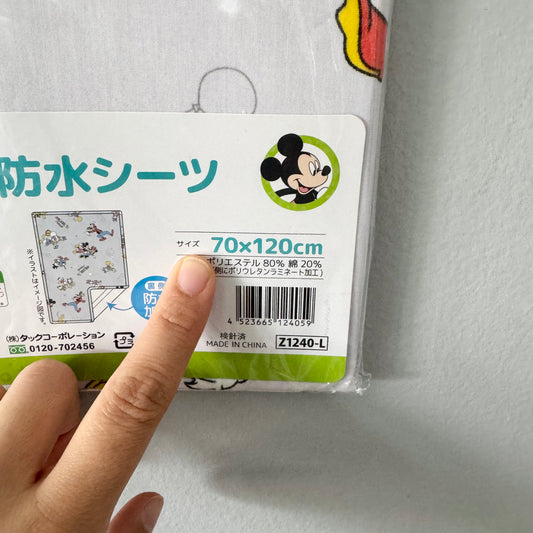 防水シーツ
サイズ 70×120cm
ポリエステル 80% 綿 20%
側にポリウレタンラミネート加工)
※イラストはイメージ図です。
裏側
防
加
4 523665 124059
(株)タックコーポレーション
0120-702456
検針済
MADE IN CHINA
Z1240-L